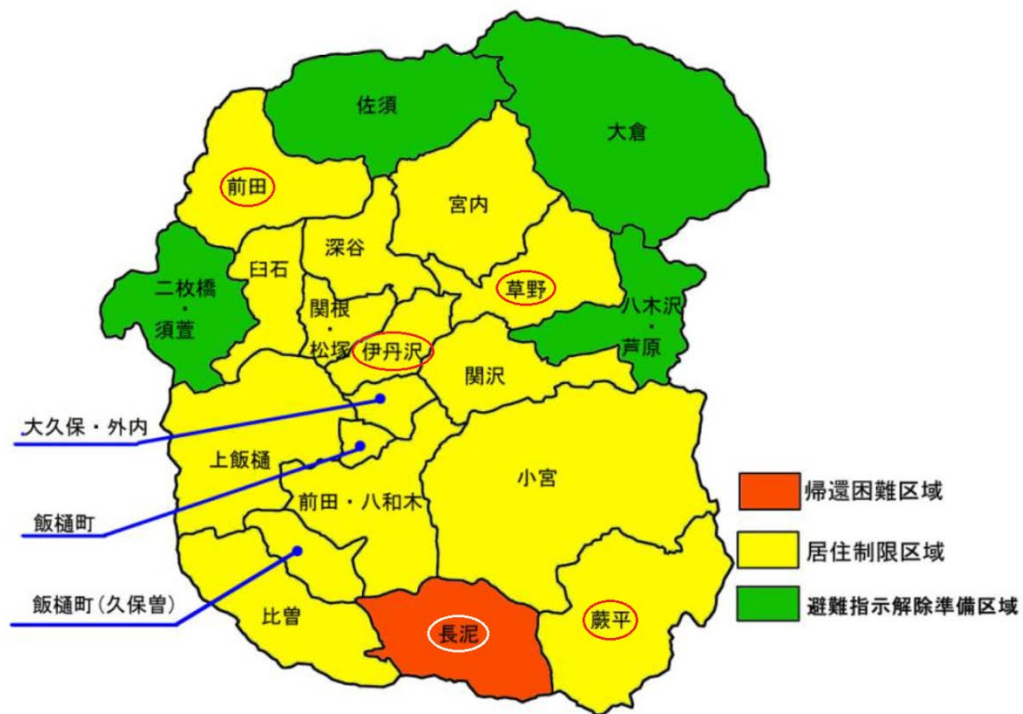 佐須
大倉
前田
宮内
深谷
臼石
草野
二枚橋
・
須萱
八木沢
・
芦原
関根
・
松塚
伊丹沢
関沢
大久保・外内
上飯樋
小宮
前田・八和木
飯樋町
飯樋町(久保曽)
比曽
長泥
蕨平
帰還困難区域
居住制限区域
避難指示解除準備区域